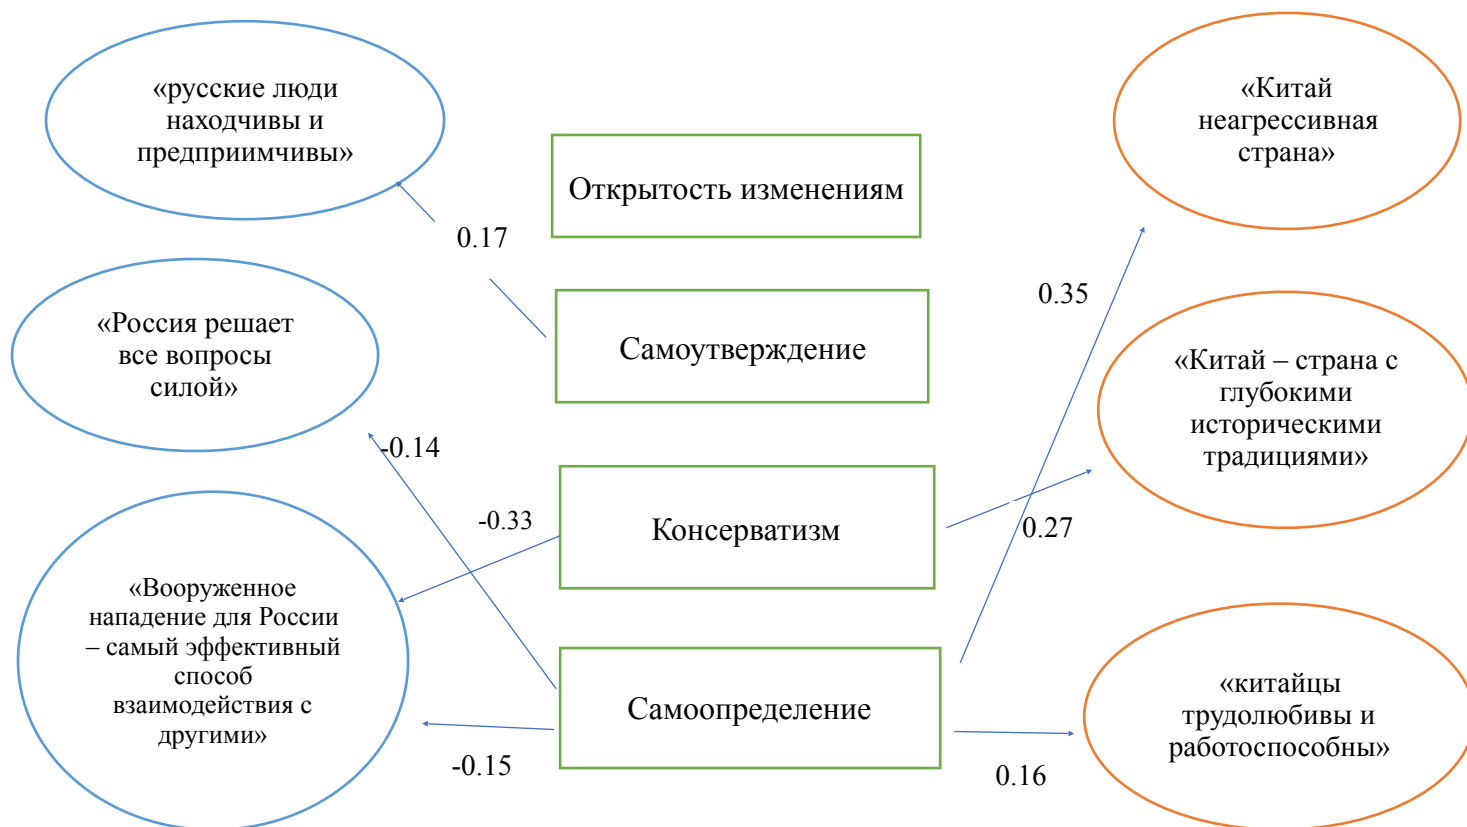 «русские люди
находчивы и
предприимчивы»
«Китай
неагрессивная
страна»
Открытость изменениям
0.17
0.35
«Россия решает
все вопросы
силой»
Самоутверждение
«Китай – страна с
глубокими
историческими
традициями»
-0.14
-0.33
Консерватизм
0.27
«Вооруженное
нападение для России
– самый эффективный
способ
взаимодействия с
другими»
Самоопределение
«китайцы
трудолюбивы и
работоспособны»
-0.15
0.16